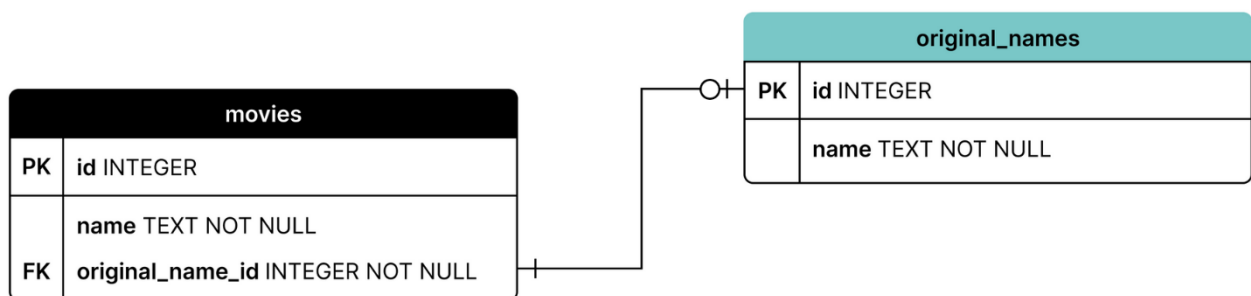 original_names
PK id INTEGER
name TEXT NOT NULL
movies
PK id INTEGER
name TEXT NOT NULL
FK original_name_id INTEGER NOT NULL